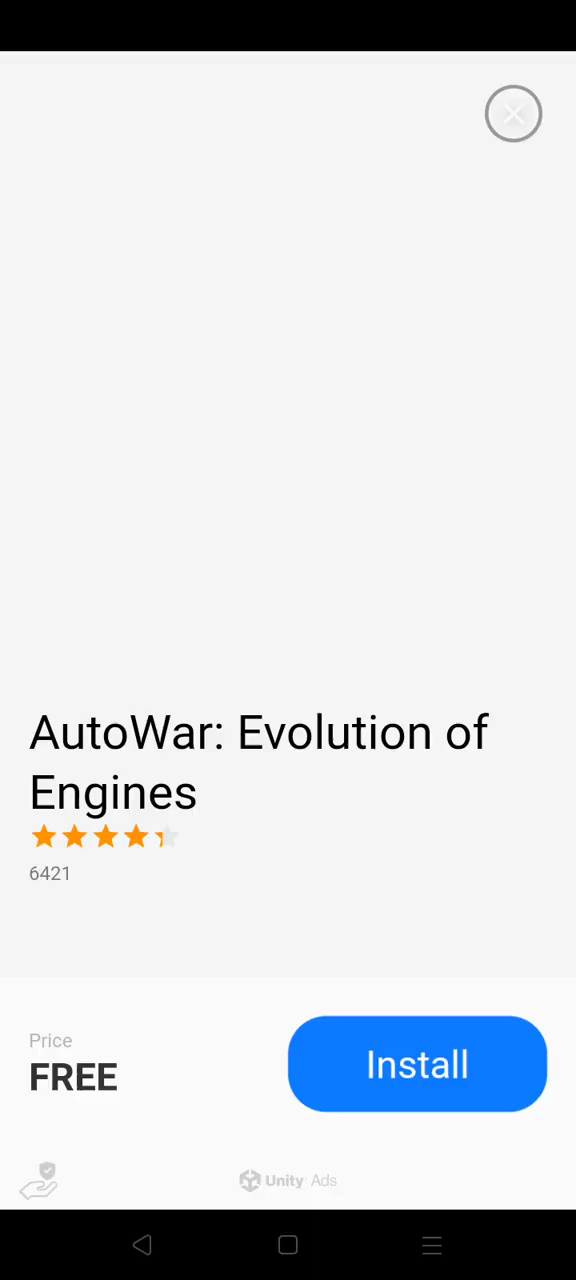 AutoWar: Evolution of
Engines
6421
Price
FREE
Install
Unity Ads